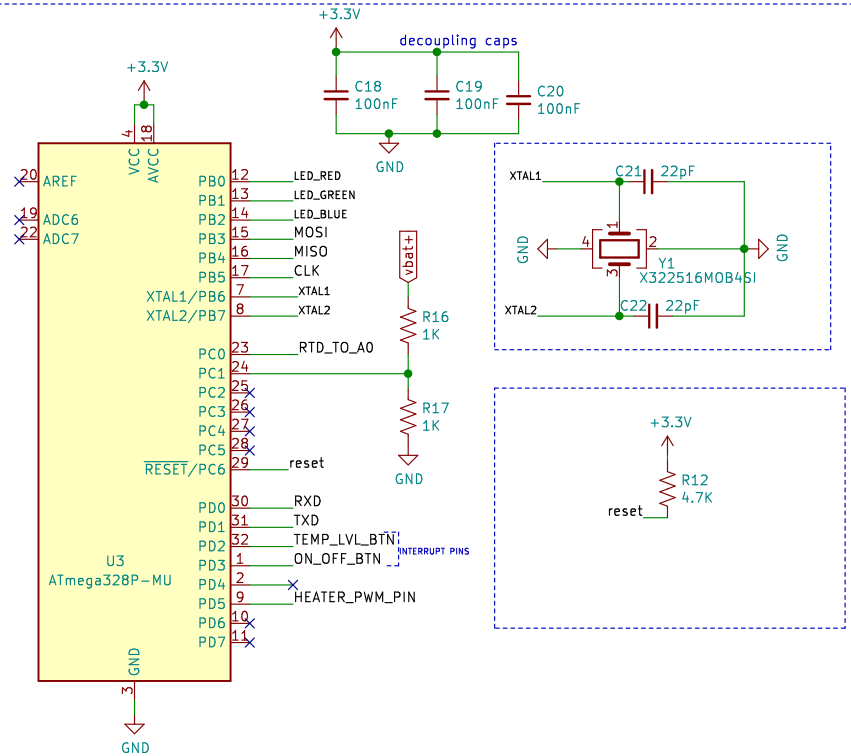 +3.3V
decoupling caps
C18
100nF
C19
100nF
C20
100nF
GND
+3.3V
4
18
VCC
AVCC
20
AREF
19
ADC6
22
ADC7
PB0
12
LED_RED
PB1
13
LED_GREEN
PB2
14
LED_BLUE
PB3
15
MOSI
PB4
16
MISO
PB5
17
CLK
XTAL1/PB6
7
XTAL1
XTAL2/PB7
8
XTAL2
PC0
23
RTD_TO_A0
PC1
24
PC2
25
PC3
26
PC4
27
PC5
28
RESET/PC6
29
reset
PD0
30
RXD
PD1
31
TXD
PD2
32
TEMP_LVL_BTN
PD3
1
ON_OFF_BTN
INTERRUPT PINS
PD4
2
PD5
9
HEATER_PWM_PIN
PD6
10
PD7
11
U3
ATmega328P-MU
GND
3
GND
vbat+
R16
1K
R17
1K
GND
XTAL1
C21
22pF
1
GND
4
2
GND
3
Y1
X322516MOB4SI
XTAL2
C22
22pF
+3.3V
R12
4.7K
reset